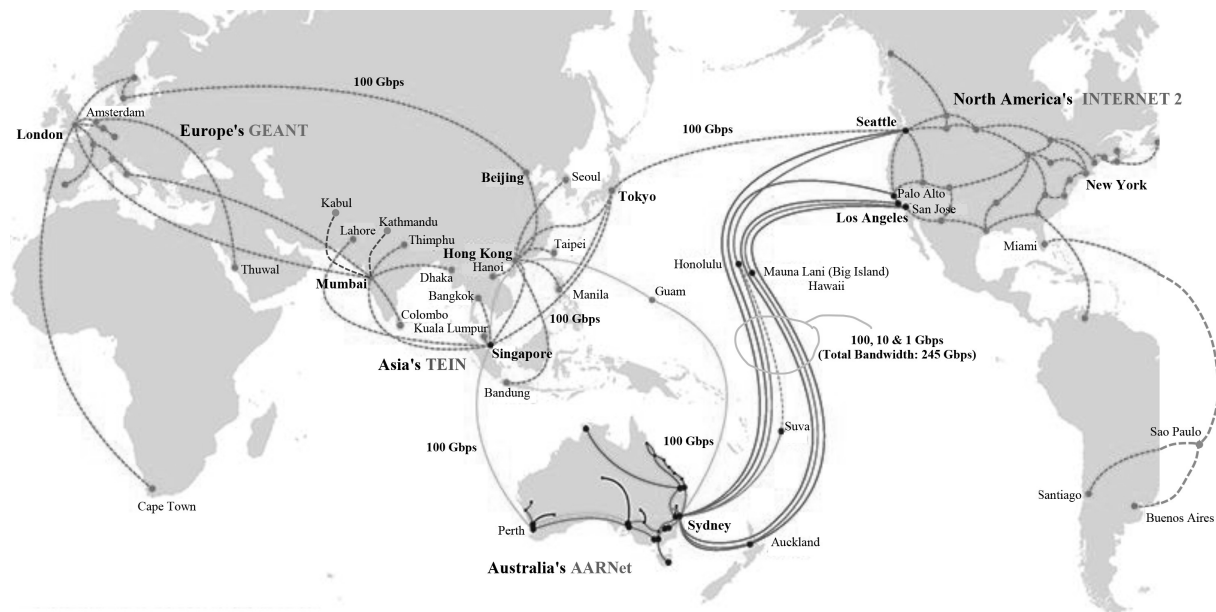 100 Gbps
Amsterdam
London
Europe's GEANT
North America's INTERNET 2
100 Gbps
Seattle
Beijing
Seoul
Tokyo
New York
Kabul
Kathmandu
Lahore
Thimphu
Palo Alto
Los Angeles
San Jose
Hong Kong
Taipei
Miami
Thuwal
Mumbai
Dhaka
Hanoi
Honolulu
Mauna Lani (Big Island)
Hawaii
Bangkok
Manila
Guam
Colombo
100 Gbps
Kuala Lumpur
Singapore
100, 10 & 1 Gbps
(Total Bandwidth: 245 Gbps)
Asia's TEIN
Bandung
Suva
Sao Paulo
100 Gbps
100 Gbps
Cape Town
Santiago
Buenos Aires
Perth
Sydney
Auckland
Australia's AARNet